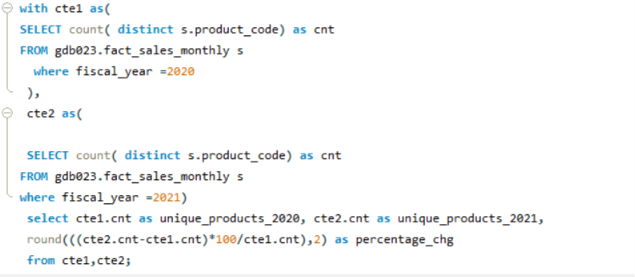 with cte1 as(
SELECT count( distinct s.product_code) as cnt
FROM gdb023.fact_sales_monthly s
where fiscal_year =2020
),
cte2 as(
SELECT count( distinct s.product_code) as cnt
FROM gdb023.fact_sales_monthly s
where fiscal_year =2021)
select cte1.cnt as unique_products_2020, cte2.cnt as unique_products_2021,
round(((cte2.cnt-cte1.cnt)*100/cte1.cnt),2) as percentage_chg
from cte1,cte2;